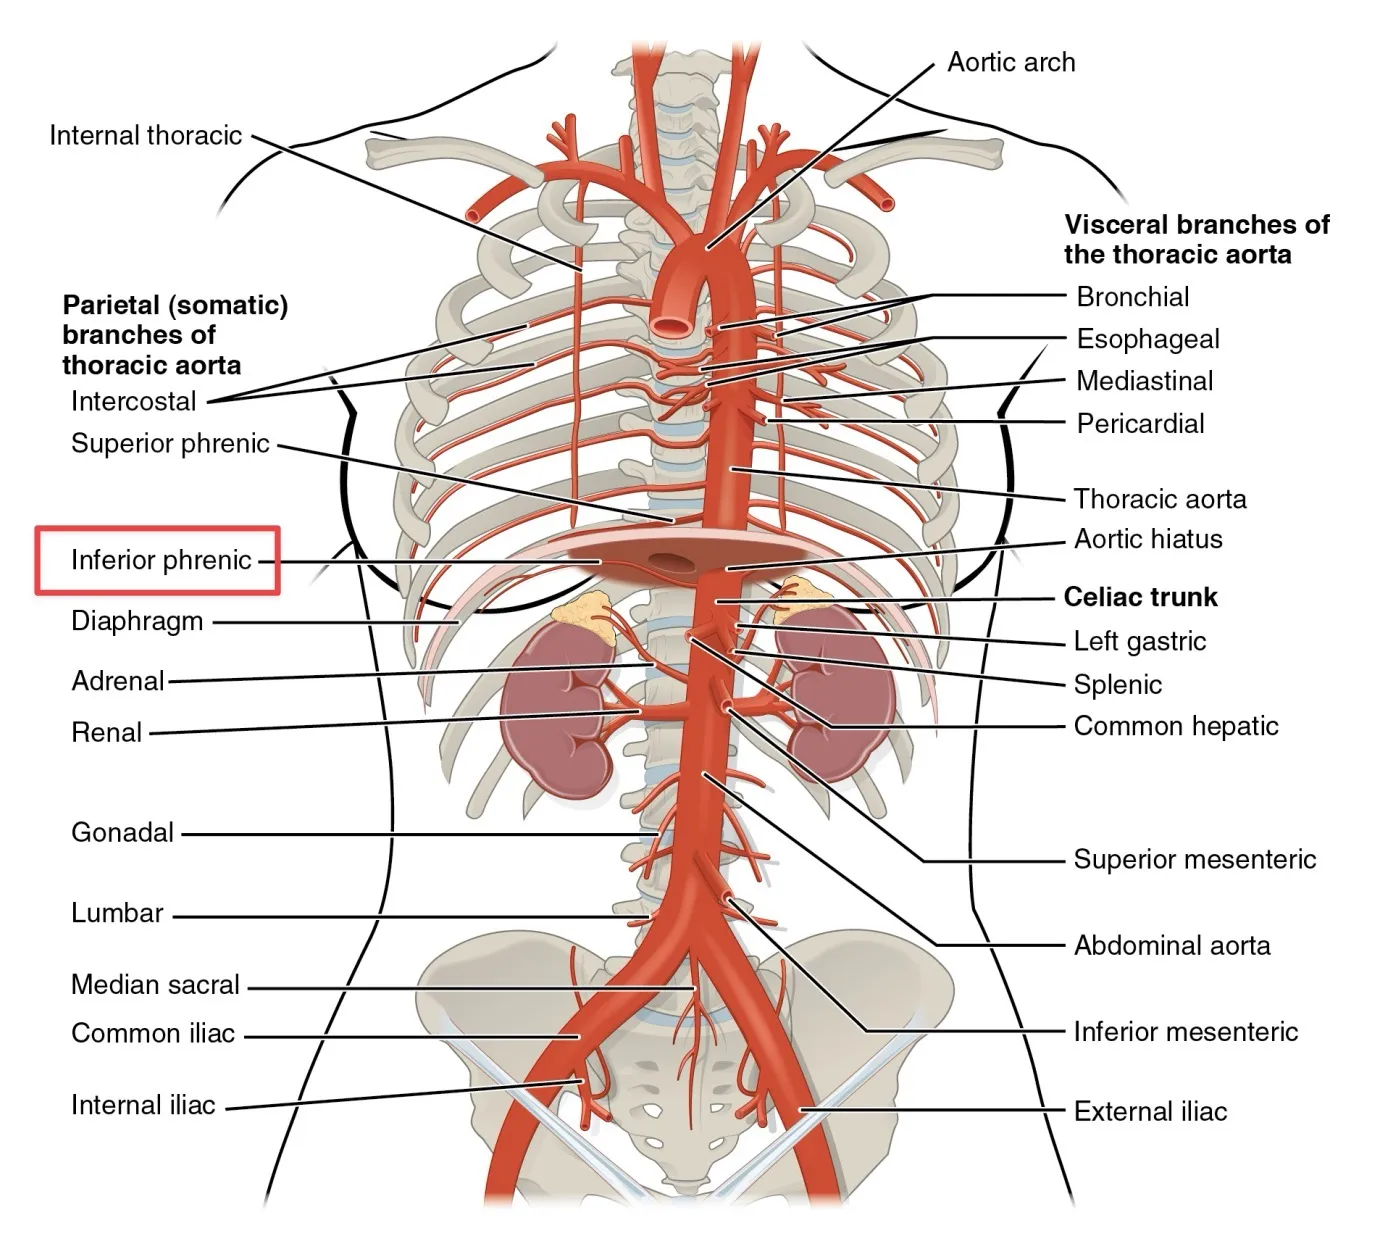 Aortic arch
Internal thoracic
Visceral branches of
the thoracic aorta
Bronchial
Esophageal
Mediastinal
Pericardial
Thoracic aorta
Aortic hiatus
Celiac trunk
Left gastric
Splenic
Common hepatic
Superior mesenteric
Abdominal aorta
Inferior mesenteric
External iliac
Parietal (somatic)
branches of
thoracic aorta
Intercostal
Superior phrenic
Inferior phrenic
Diaphragm
Adrenal
Renal
Gonadal
Lumbar
Median sacral
Common iliac
Internal iliac